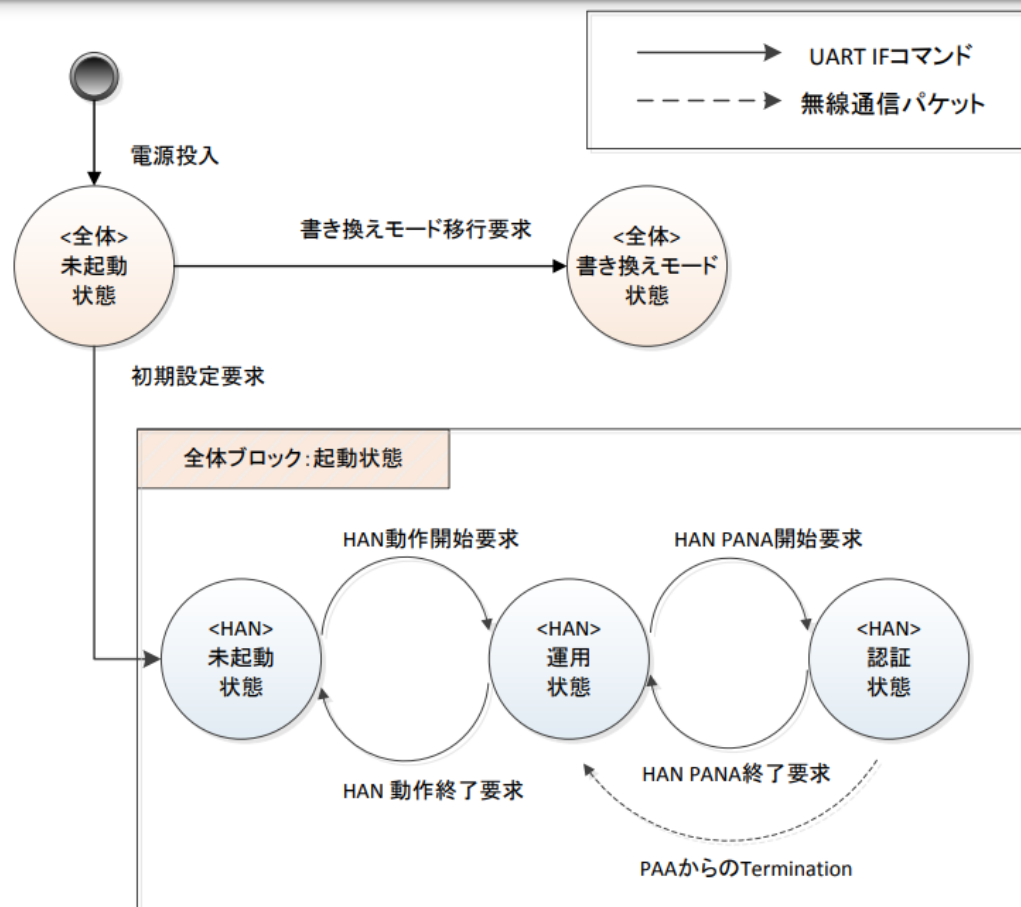 UART IFコマンド
無線通信パケット
電源投入
<全体>
未起動
状態
書き換えモード移行要求
<全体>
書き換えモード
状態
初期設定要求
全体ブロック:起動状態
HAN動作開始要求
HAN PANA開始要求
<HAN>
未起動
状態
<HAN>
運用
状態
<HAN>
認証
状態
HAN 動作終了要求
HAN PANA終了要求
PAAからのTermination